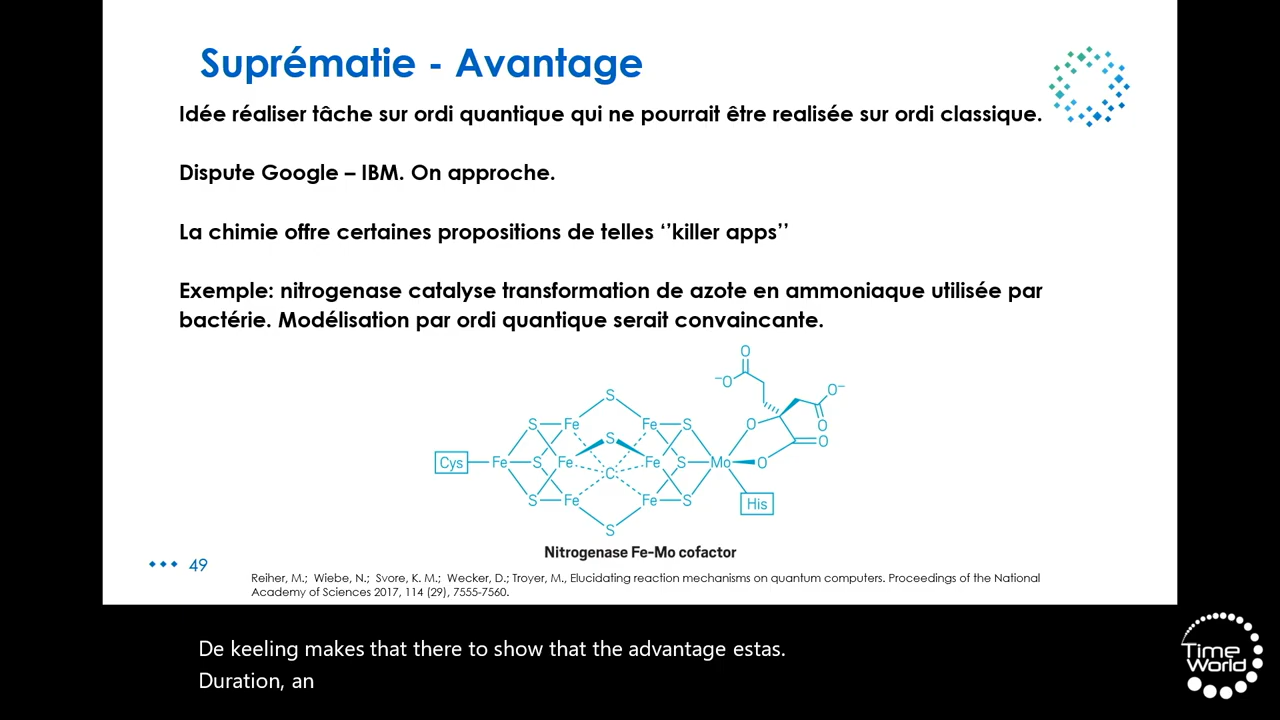 Suprématie - Avantage
Idée réaliser tâche sur ordi quantique qui ne pourrait être realisée sur ordi classique.
Dispute Google – IBM. On approche.
La chimie offre certaines propositions de telles ‘’killer apps’’
Exemple: nitrogenase catalyse transformation de azote en ammoniaque utilisée par
bactérie. Modélisation par ordi quantique serait convaincante.
O
⁻O
O⁻
S
S Fe Fe S O O
S O
Cys Fe S Fe Fe S Mo O
C
S Fe Fe S His
S
Nitrogenase Fe-Mo cofactor
49
Reiher, M.; Wiebe, N.; Svore, K. M.; Wecker, D.; Troyer, M., Elucidating reaction mechanisms on quantum computers. Proceedings of the National
Academy of Sciences 2017, 114 (29), 7555-7560.
De keeling makes that there to show that the advantage estas.
Duration, an
Time
World